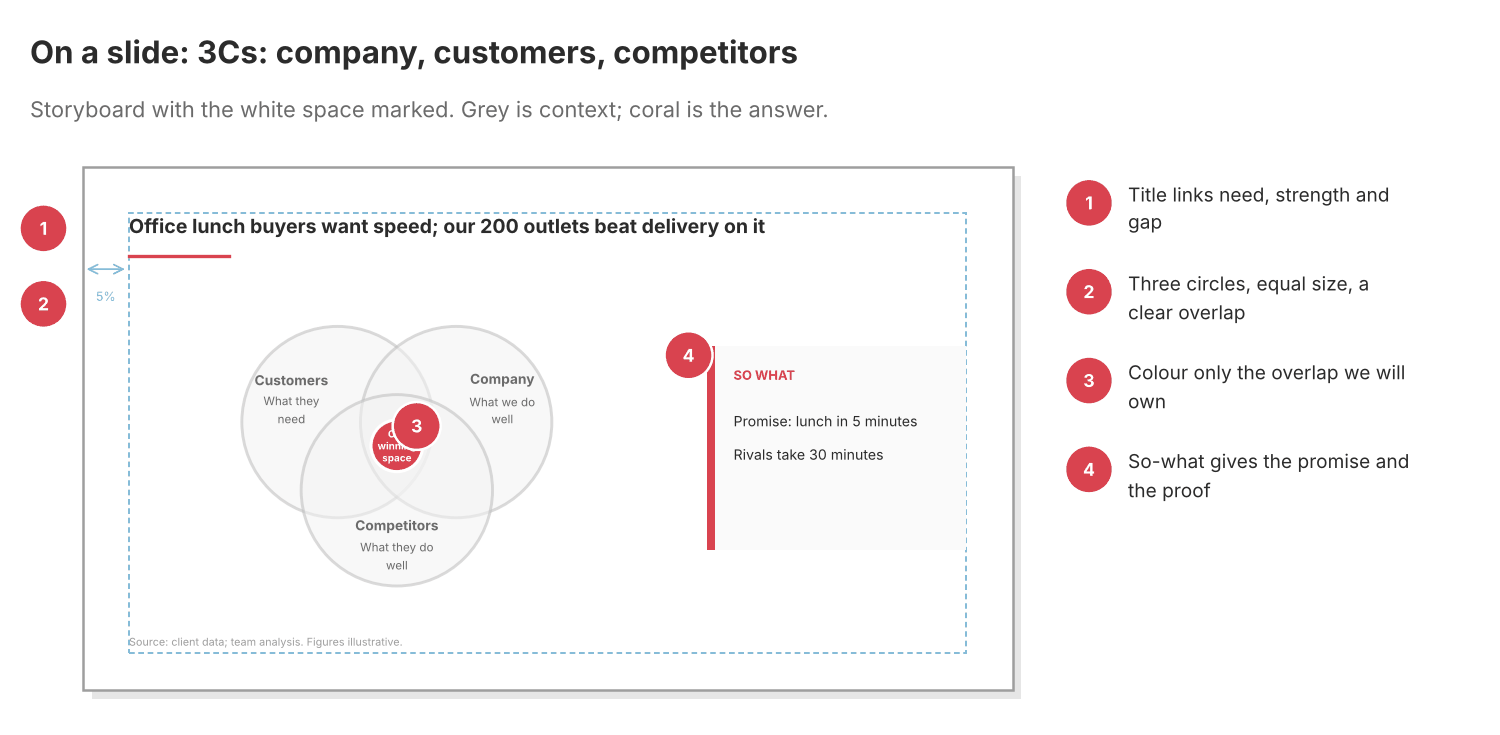 On a slide: 3Cs: company, customers, competitors
Storyboard with the white space marked. Grey is context; coral is the answer.
1
2
5%
Office lunch buyers want speed; our 200 outlets beat delivery on it
Customers
What they
need
Company
What we do
well
3
space
Competitors
What they do
well
4
SO WHAT
Promise: lunch in 5 minutes
Rivals take 30 minutes
Source: client data; team analysis. Figures illustrative.
1
Title links need, strength and
gap
2
Three circles, equal size, a
clear overlap
3
Colour only the overlap we will
own
4
So-what gives the promise and
the proof